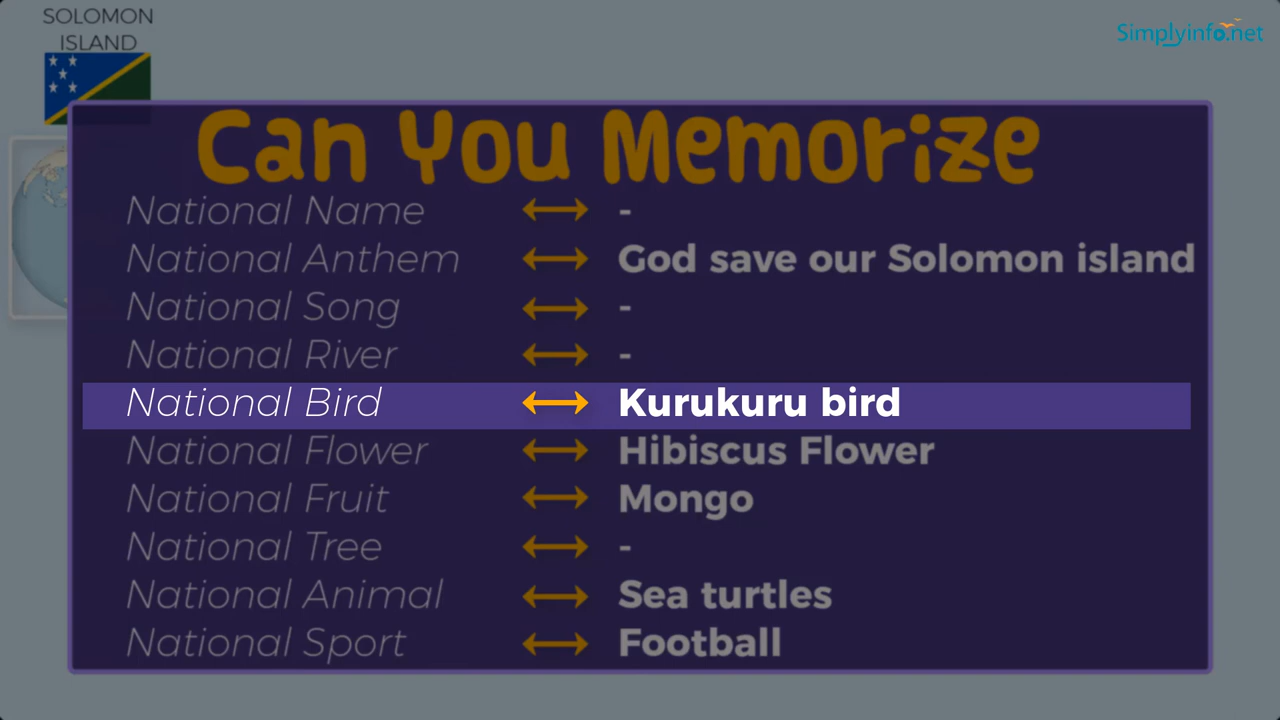 SOLOMON
ISLAND
Simplyinfo.net
Can You Memorize
National Name ↔ -
National Anthem ↔ God save our Solomon island
National Song ↔ -
National River ↔ -
National Bird ↔ Kurukuru bird
National Flower ↔ Hibiscus Flower
National Fruit ↔ Mongo
National Tree ↔ -
National Animal ↔ Sea turtles
National Sport ↔ Football